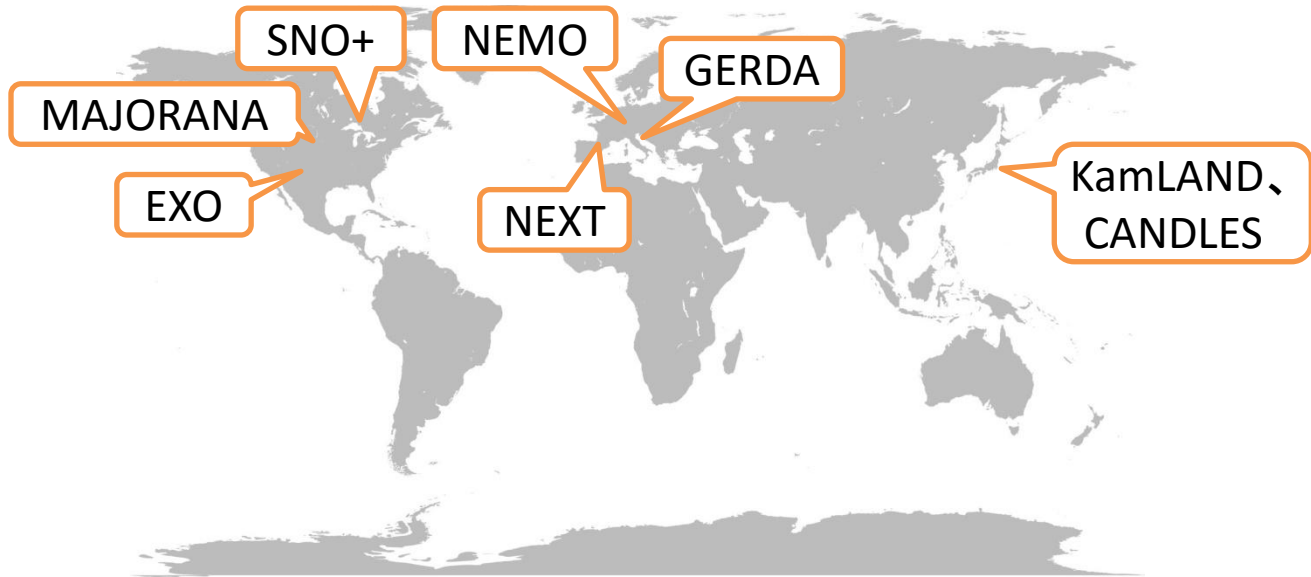 SNO+
NEMO
GERDA
MAJORANA
EXO
NEXT
KamLAND、
CANDLES